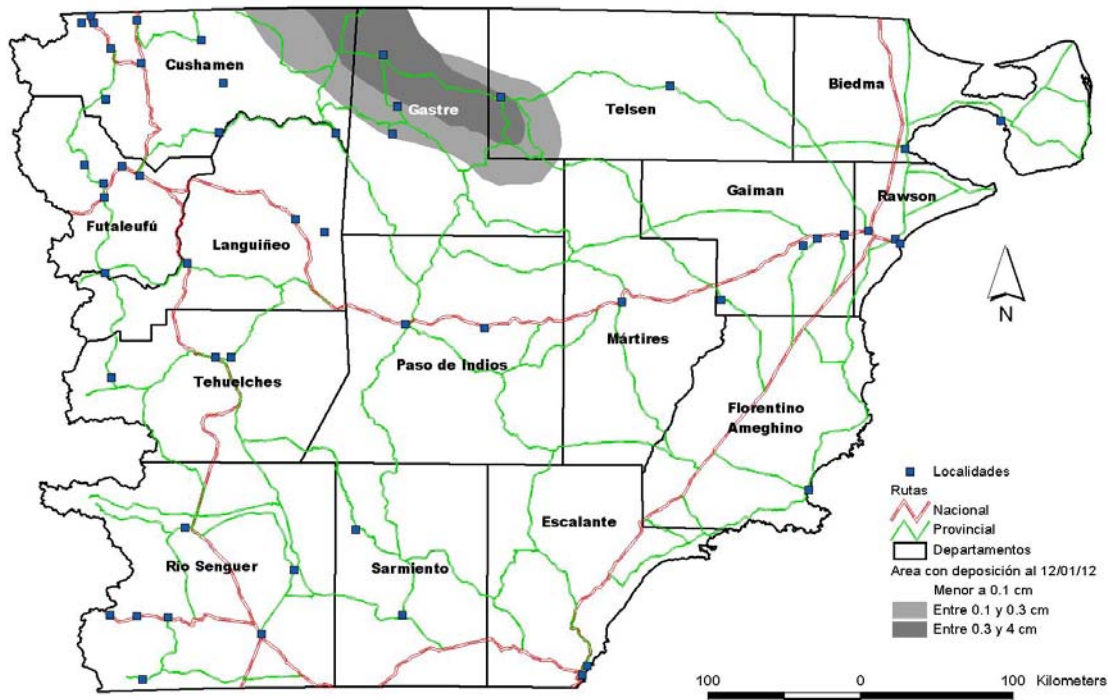 Cushamen
Gastre
Telsen
Biedma
Gaiman
Rawson
Futaleufú
Languiñeo
N
Paso de Indios
Mártires
Tehuelches
Florentino
Ameghino
Escalante
Río Senguer
Sarmiento
Localidades
Rutas
Nacional
Provincial
Departamentos
Area con deposición al 12/01/12
Menor a 0.1 cm
Entre 0.1 y 0.3 cm
Entre 0.3 y 4 cm
100 0 100 Kilometers